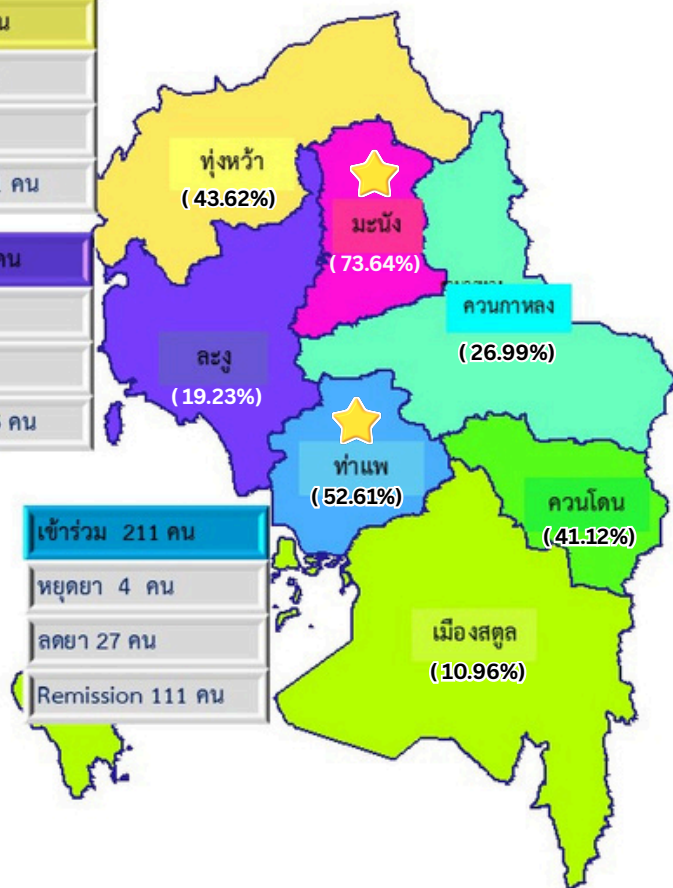 น
คน
คน
คน
ทุ่งหว้า
(43.62%)
มะนัง
(73.64%)
ควนกาหลง
(26.99%)
ละงู
(19.23%)
ท่าแพ
(52.61%)
ควนโดน
(41.12%)
เข้าร่วม 211 คน
หยุดยา 4 คน
ลดยา 27 คน
Remission 111 คน
เมืองสตูล
(10.96%)